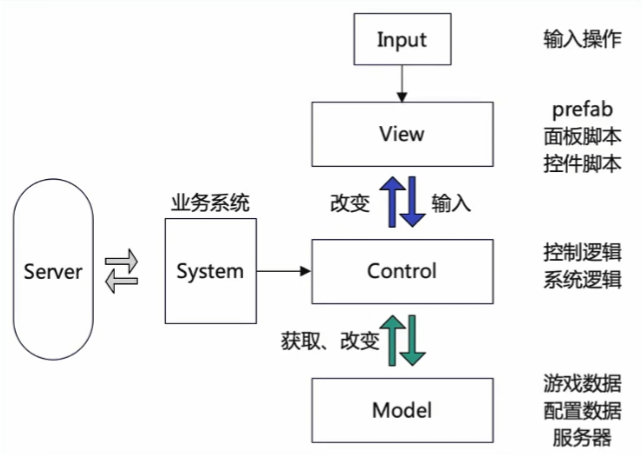 Input
输入操作
View
prefab
面板脚本
控件脚本
改变
输入
业务系统
Server
System
Control
控制逻辑
系统逻辑
获取、改变
Model
游戏数据
配置数据
服务器